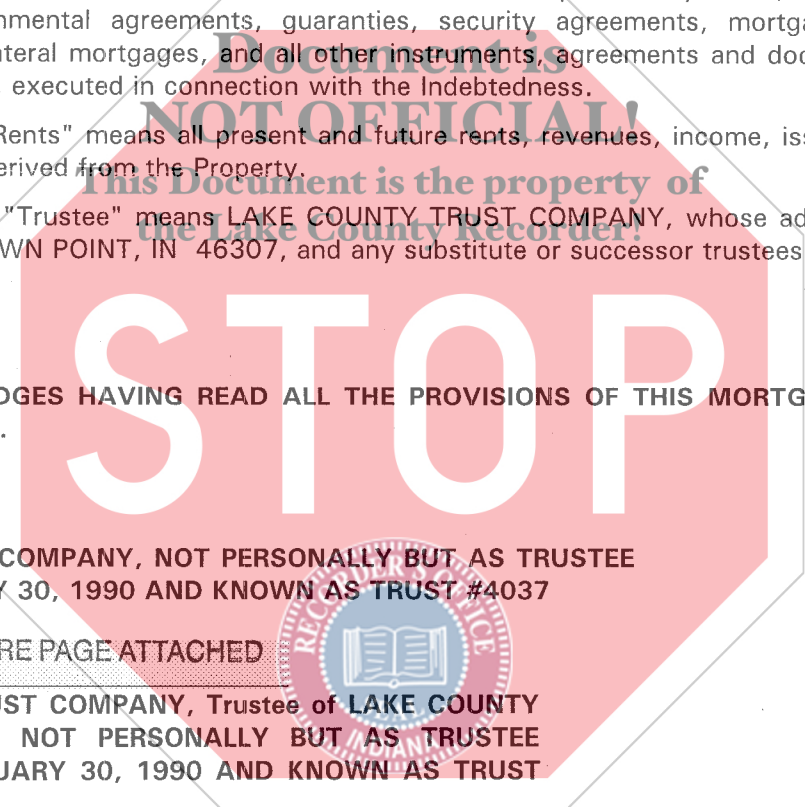 nmental agreements, guaranties, security agreements, mortga
teral mortgages, and all other instruments, agreements and doc
Document is
executed in connection with the Indebtedness.
NOT OFFICIAL!
Rents" means all present and future rents, revenues, income, iss
erived from the Property.
This Document is the property of
"Trustee" means LAKE COUNTY TRUST COMPANY, whose ad
the Lake County Recorder!
WN POINT, IN 46307, and any substitute or successor trustees
STOP
DGES HAVING READ ALL THE PROVISIONS OF THIS MORTG
.
COMPANY, NOT PERSONALLY BUT AS TRUSTEE
Y 30, 1990 AND KNOWN AS TRUST #4037
RECORDER'S OFFICE
RE PAGE ATTACHED
UST COMPANY, Trustee of LAKE COUNTY
NOT PERSONALLY BUT AS TRUSTEE
INDIANA
UARY 30, 1990 AND KNOWN AS TRUST